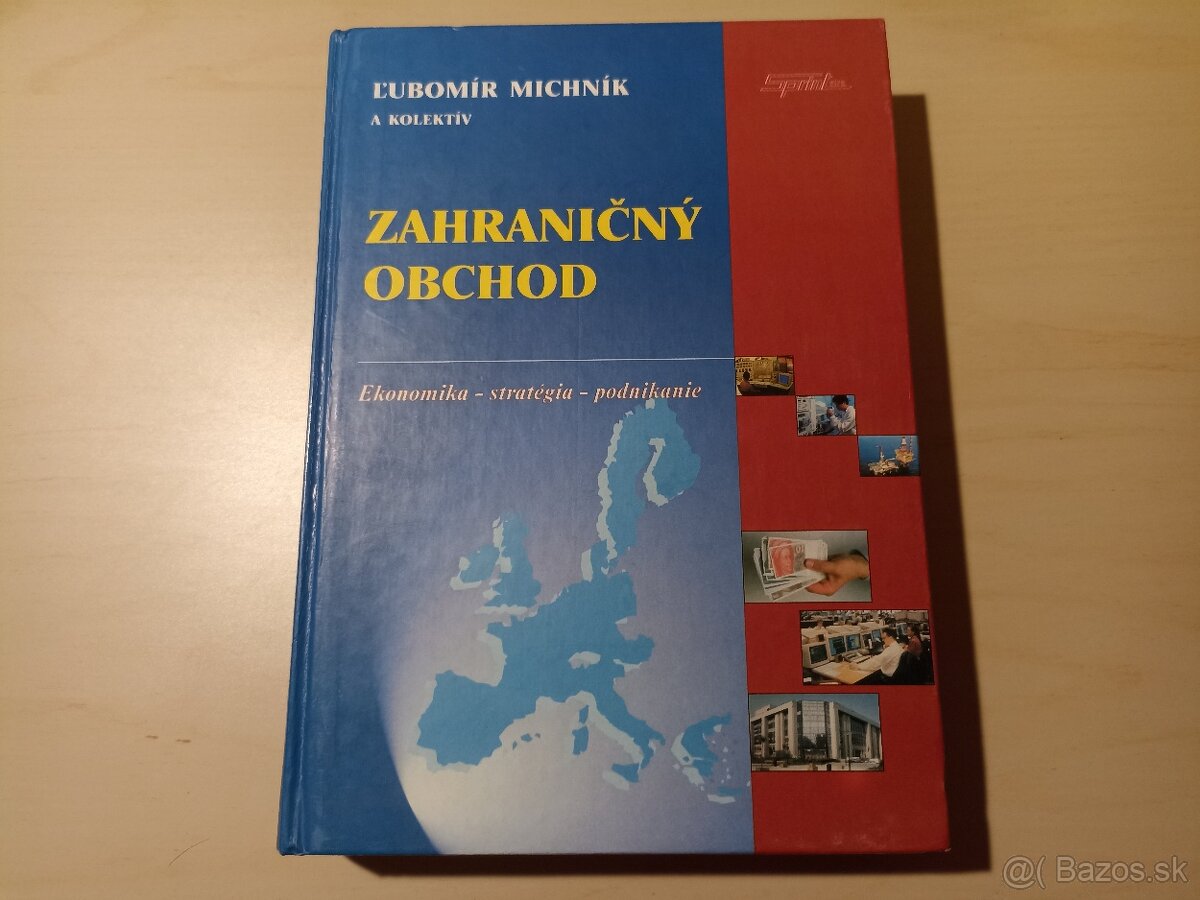 ĽUBOMÍR MICHNÍK
A KOLEKTÍV
Sprint
ZAHRANIČNÝ
OBCHOD
Ekonomika - stratégia - podnikanie
@( Bazos.sk